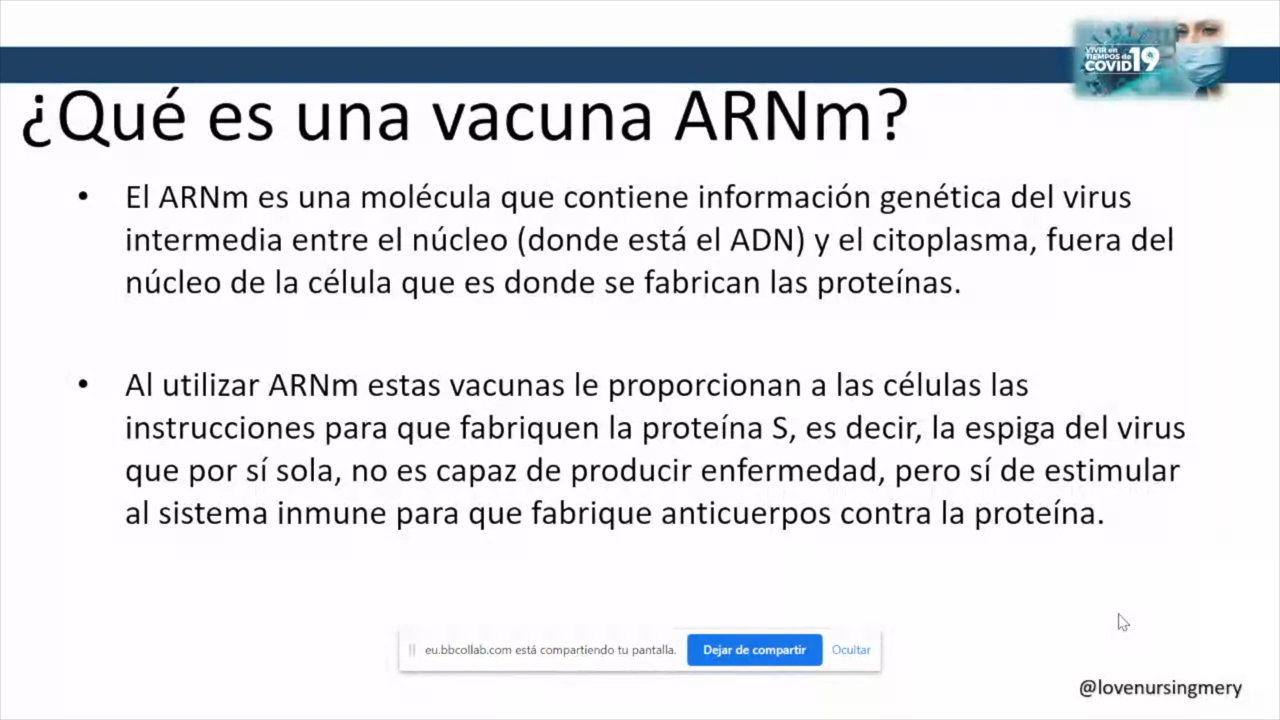 VIVIR en
TIEMPOS de
COVID19
¿Qué es una vacuna ARNm?
• El ARNm es una molécula que contiene información genética del virus
intermedia entre el núcleo (donde está el ADN) y el citoplasma, fuera del
núcleo de la célula que es donde se fabrican las proteínas.
• Al utilizar ARNm estas vacunas le proporcionan a las células las
instrucciones para que fabriquen la proteína S, es decir, la espiga del virus
que por sí sola, no es capaz de producir enfermedad, pero sí de estimular
al sistema inmune para que fabrique anticuerpos contra la proteína.
eu.bbcollab.com está compartiendo tu pantalla. Dejar de compartir Ocultar
@lovenursingmery